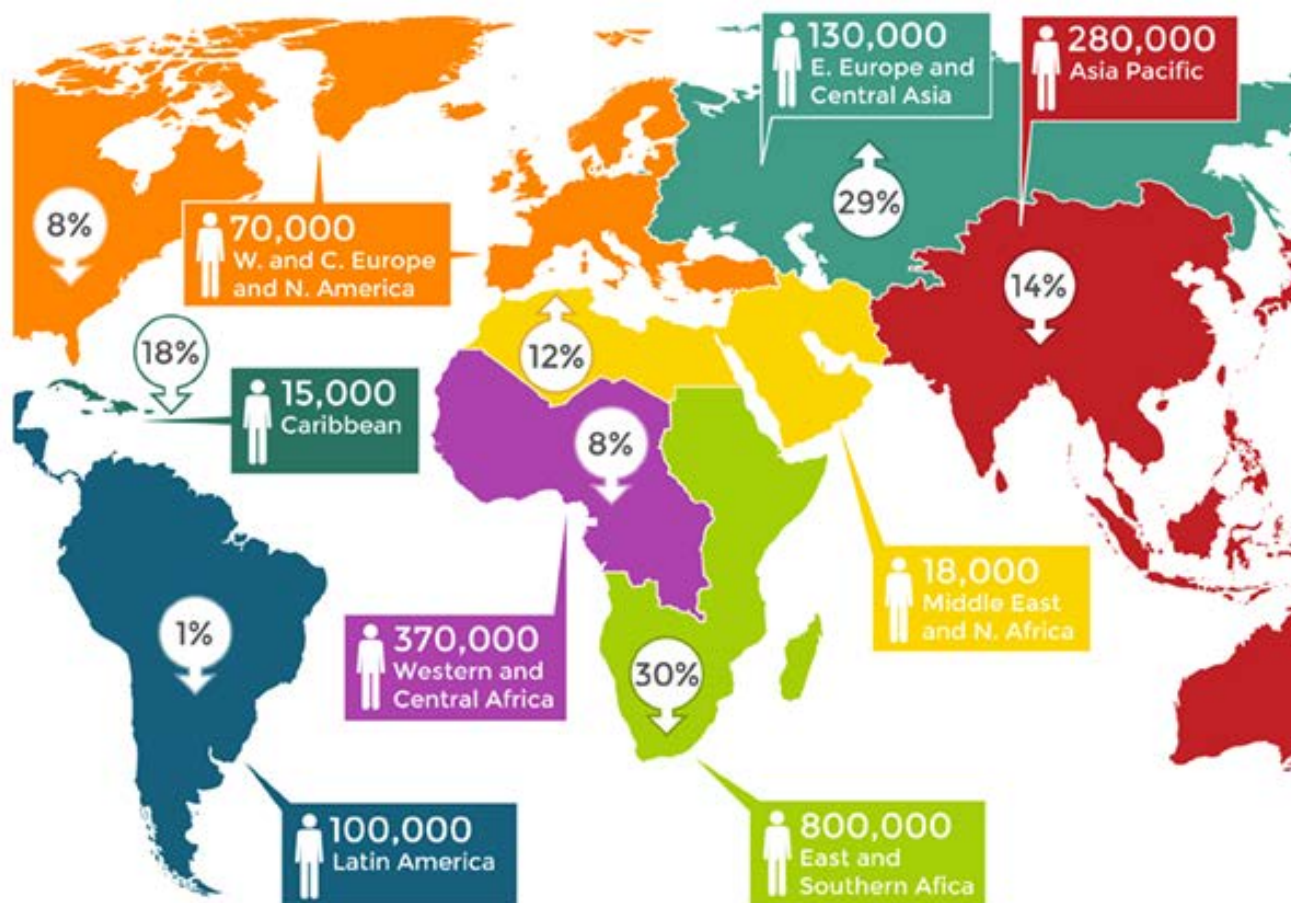 130,000
E. Europe and
Central Asia
280,000
Asia Pacific
8%
29%
70,000
W. and C. Europe
and N. America
14%
18%
12%
15,000
Caribbean
8%
18,000
Middle East
and N. Africa
1%
370,000
Western and
Central Africa
30%
100,000
Latin America
800,000
East and
Southern Afica